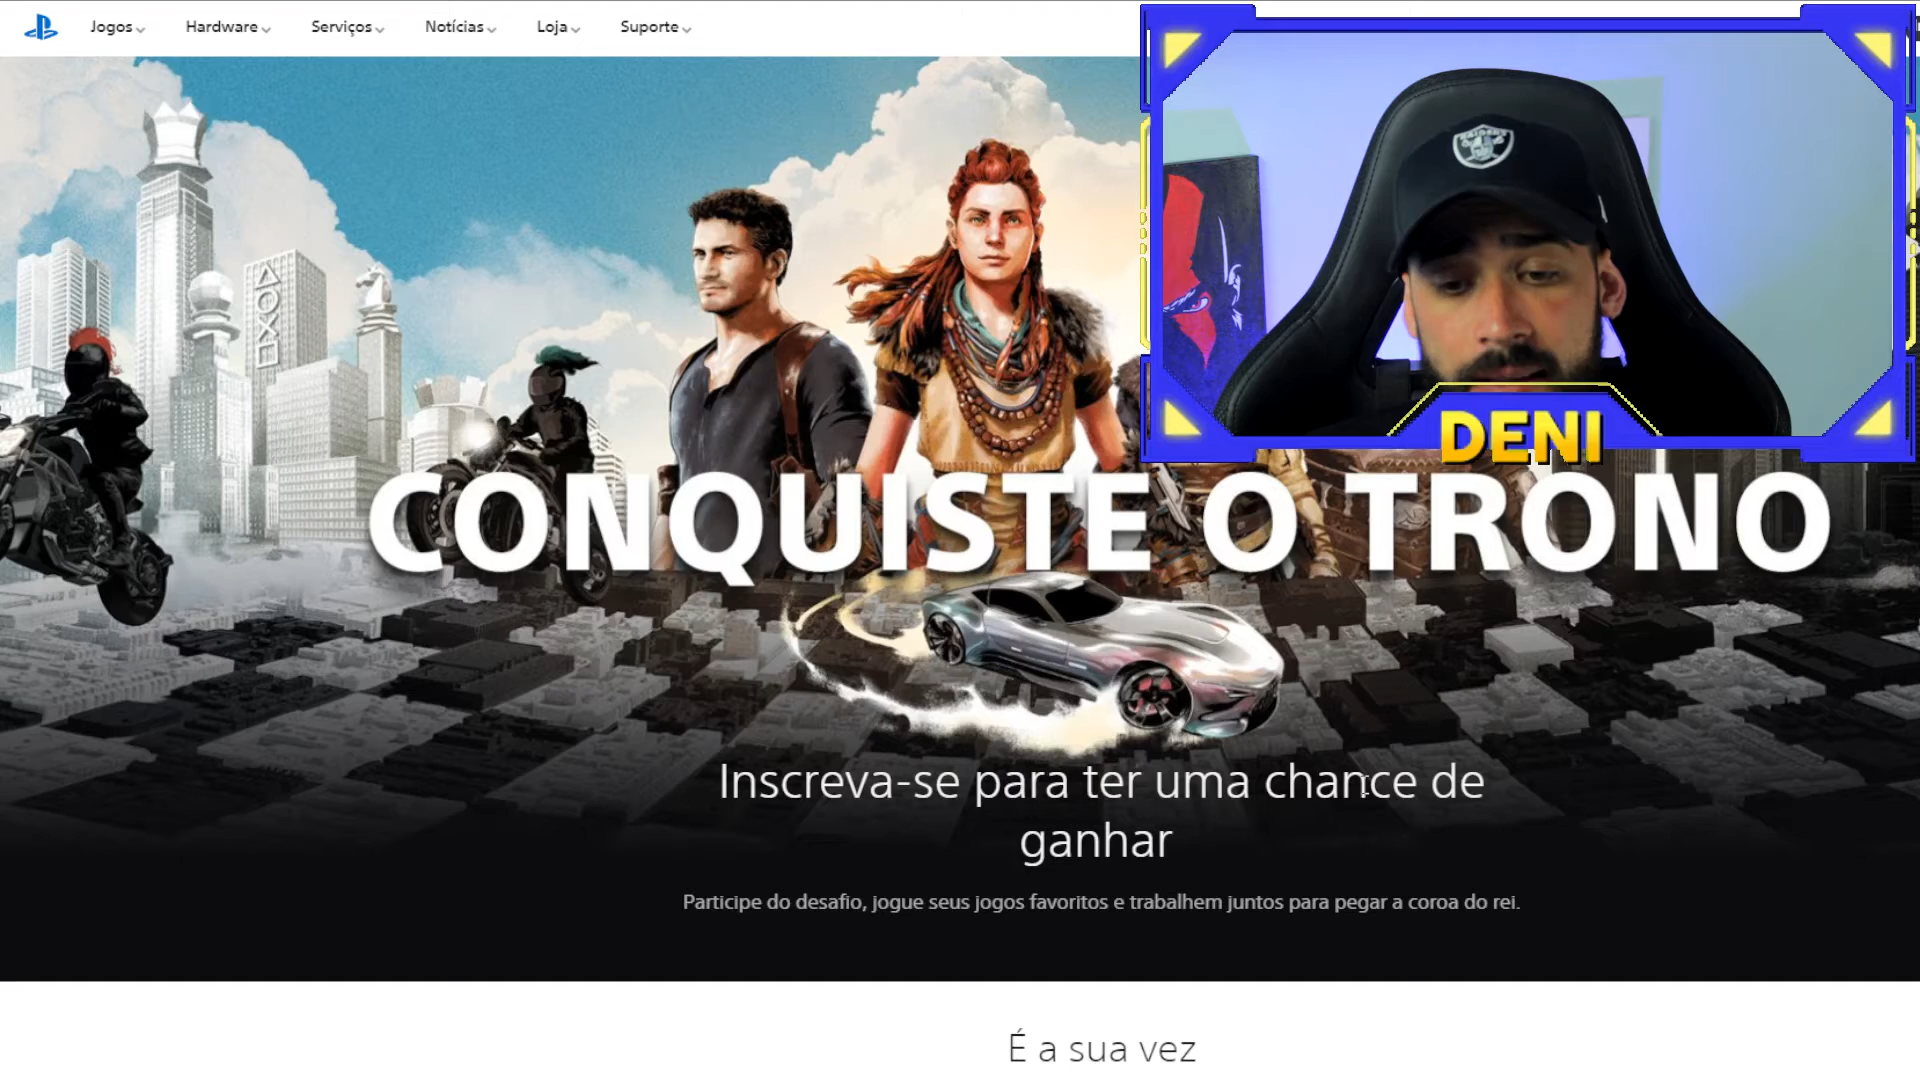 Jogos Hardware Serviços Notícias Loja Suporte
RAIDERS
DENI
CONQUISTE O TRONO
Inscreva-se para ter uma chance de
ganhar
Participe do desafio, jogue seus jogos favoritos e trabalhem juntos para pegar a coroa do rei.
É a sua vez